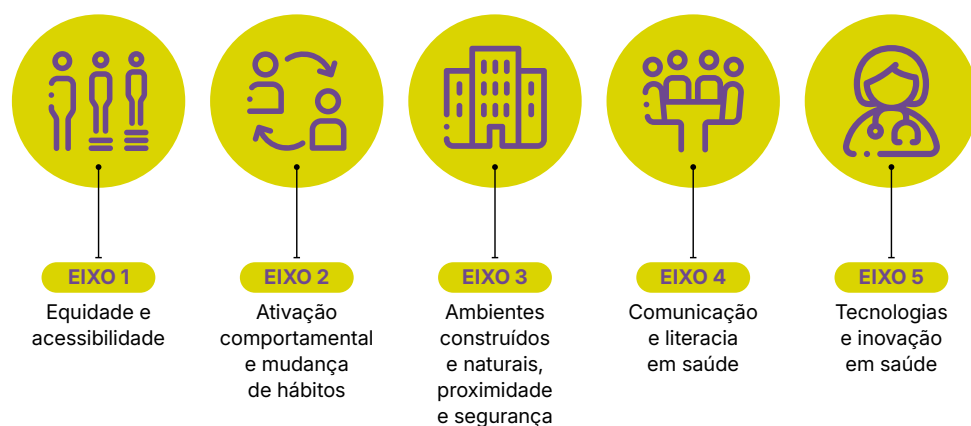 EIXO 1
Equidade e
acessibilidade
EIXO 2
Ativação
comportamental
e mudança
de hábitos
EIXO 3
Ambientes
construídos
e naturais,
proximidade
e segurança
EIXO 4
Comunicação
e literacia
em saúde
EIXO 5
Tecnologias
e inovação
em saúde